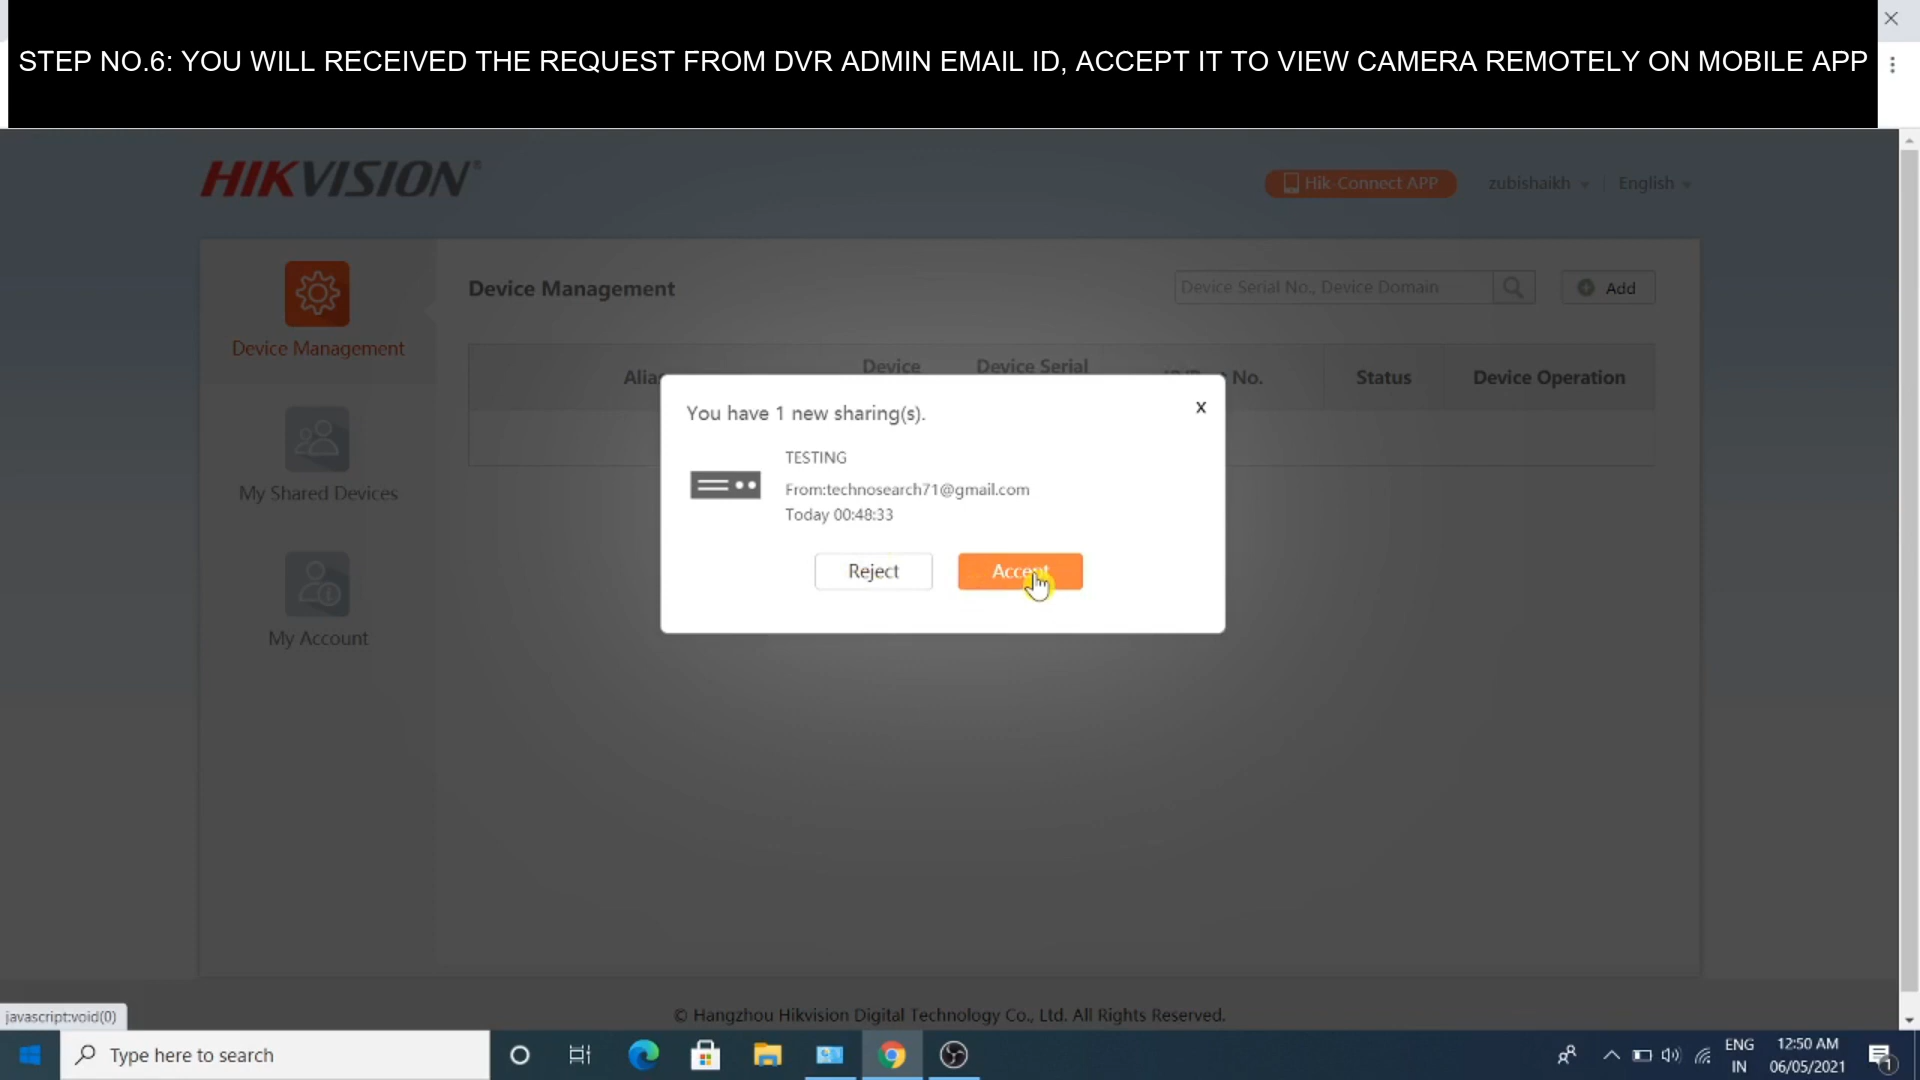 STEP NO.6: YOU WILL RECEIVED THE REQUEST FROM DVR ADMIN EMAIL ID, ACCEPT IT TO VIEW CAMERA REMOTELY ON MOBILE APP
HIKVISION®
Hik-Connect APP
zubishaikh
English
Device Management
Device Serial No., Device Domain
Add
Device Management
Device
Device Serial
No.
Status
Device Operation
You have 1 new sharing(s).
x
TESTING
From:technosearch71@gmail.com
Today 00:48:33
Reject
Accept
My Shared Devices
My Account
© Hangzhou Hikvision Digital Technology Co., Ltd. All Rights Reserved.
javascript:void(0)
Type here to search
ENG
IN
12:50 AM
06/05/2021
1